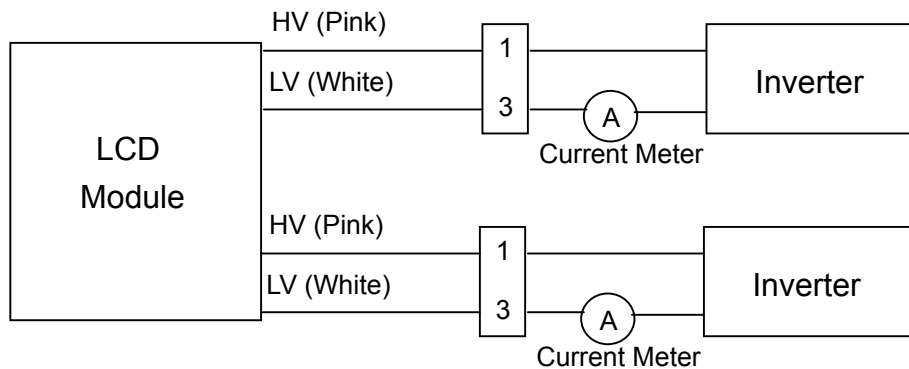 HV (Pink)
1
LV (White)
3
A
Current Meter
Inverter
LCD
Module
HV (Pink)
1
LV (White)
3
A
Current Meter
Inverter